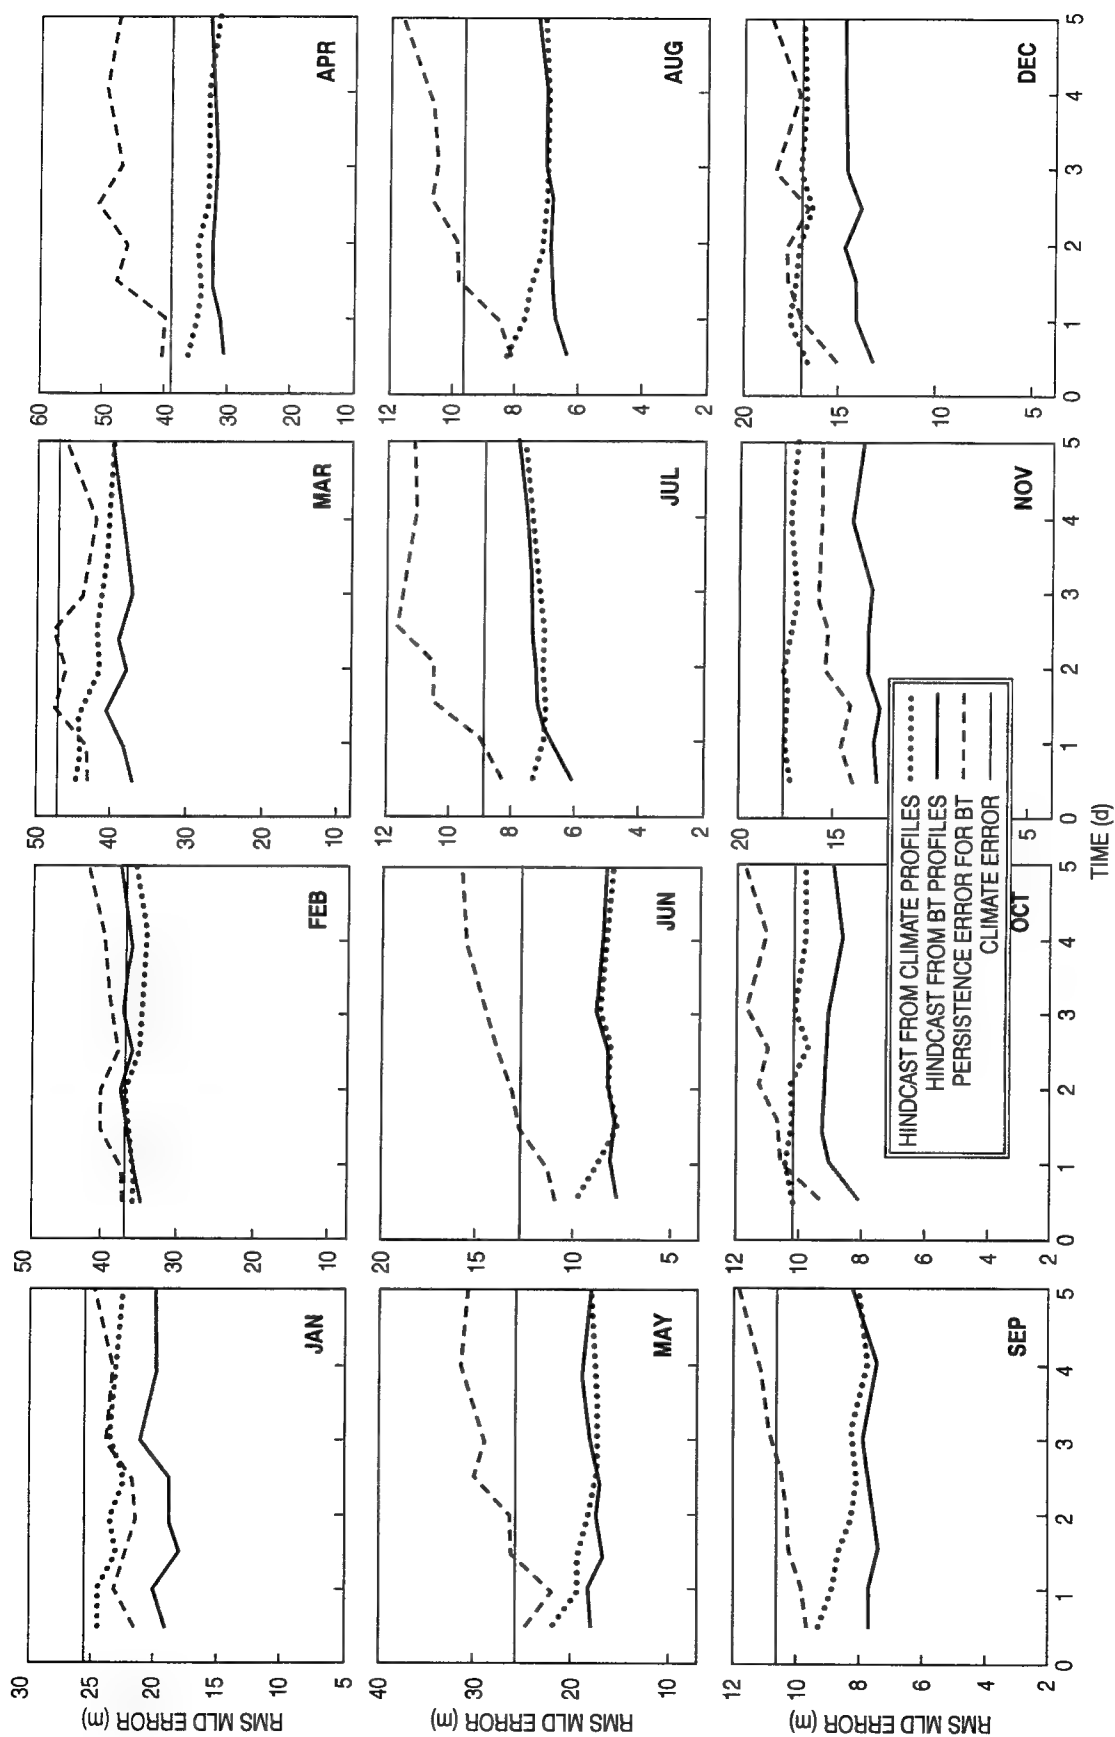 RMS MLD ERROR (m)
30
25
20
15
10
5
JAN
50
40
30
20
10
FEB
50
40
30
20
10
MAR
60
50
40
30
20
10
APR
RMS MLD ERROR (m)
40
30
20
10
MAY
20
15
10
5
JUN
12
10
8
6
4
2
JUL
12
10
8
6
4
2
AUG
RMS MLD ERROR (m)
12
10
8
6
4
2
SEP
0 1 2 3 4 5
12
10
8
6
4
2
OCT
0 1 2 3 4 5
HINDCAST FROM CLIMATE PROFILES
HINDCAST FROM BT PROFILES
PERSISTENCE ERROR FOR BT
CLIMATE ERROR
20
15
5
NOV
0 1 2 3 4 5
20
15
10
5
DEC
0 1 2 3 4 5
TIME (d)